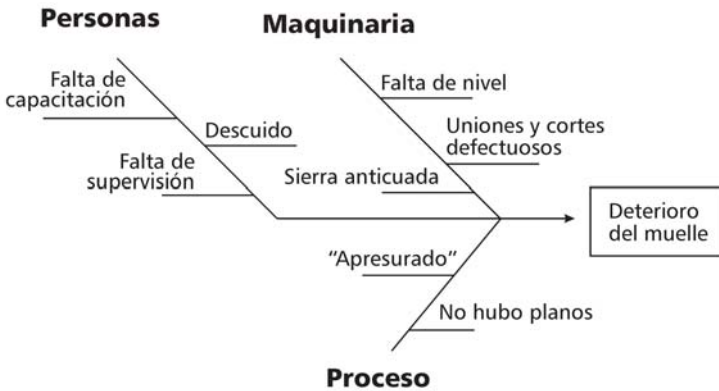 Personas
Maquinaria
Falta de
capacitación
Descuido
Falta de
supervisión
Falta de nivel
Uniones y cortes
defectuosos
Sierra anticuada
Deterioro
del muelle
"Apresurado"
No hubo planos
Proceso